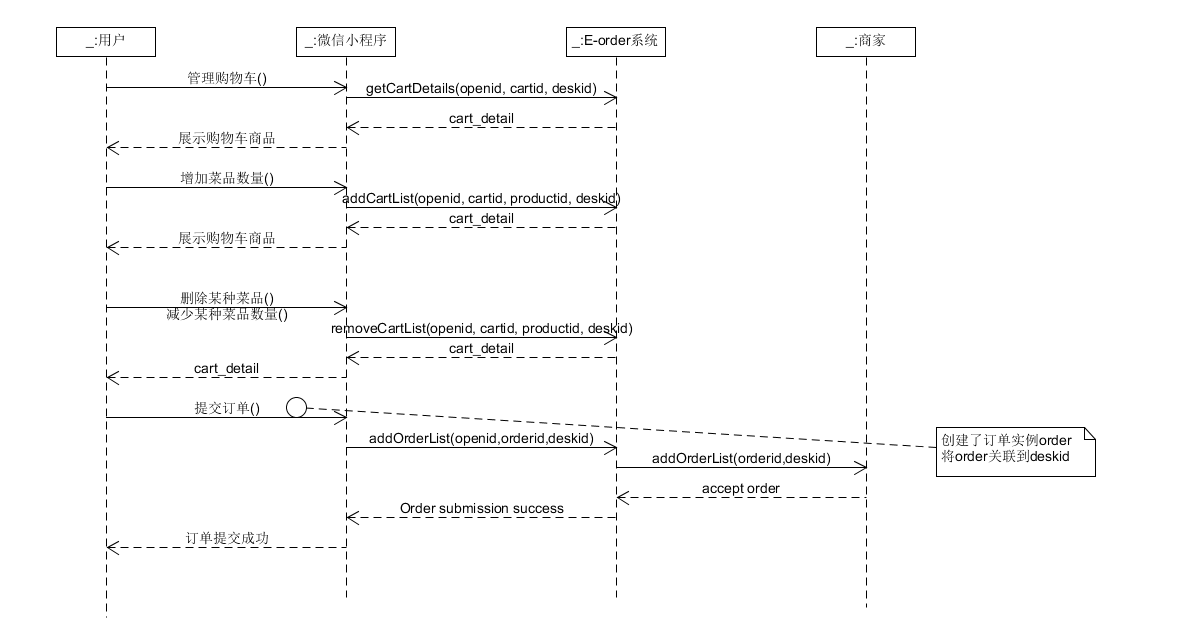 _:用户
_:微信小程序
_:E-order系统
_:商家
管理购物车()
getCartDetails(openid, cartid, deskid)
cart_detail
展示购物车商品
增加菜品数量()
addCartList(openid, cartid, productid, deskid)
cart_detail
展示购物车商品
删除某种菜品()
减少某种菜品数量()
removeCartList(openid, cartid, productid, deskid)
cart_detail
cart_detail
提交订单()
addOrderList(openid,orderid,deskid)
创建了订单实例order
将order关联到deskid
addOrderList(orderid,deskid)
accept order
Order submission success
订单提交成功